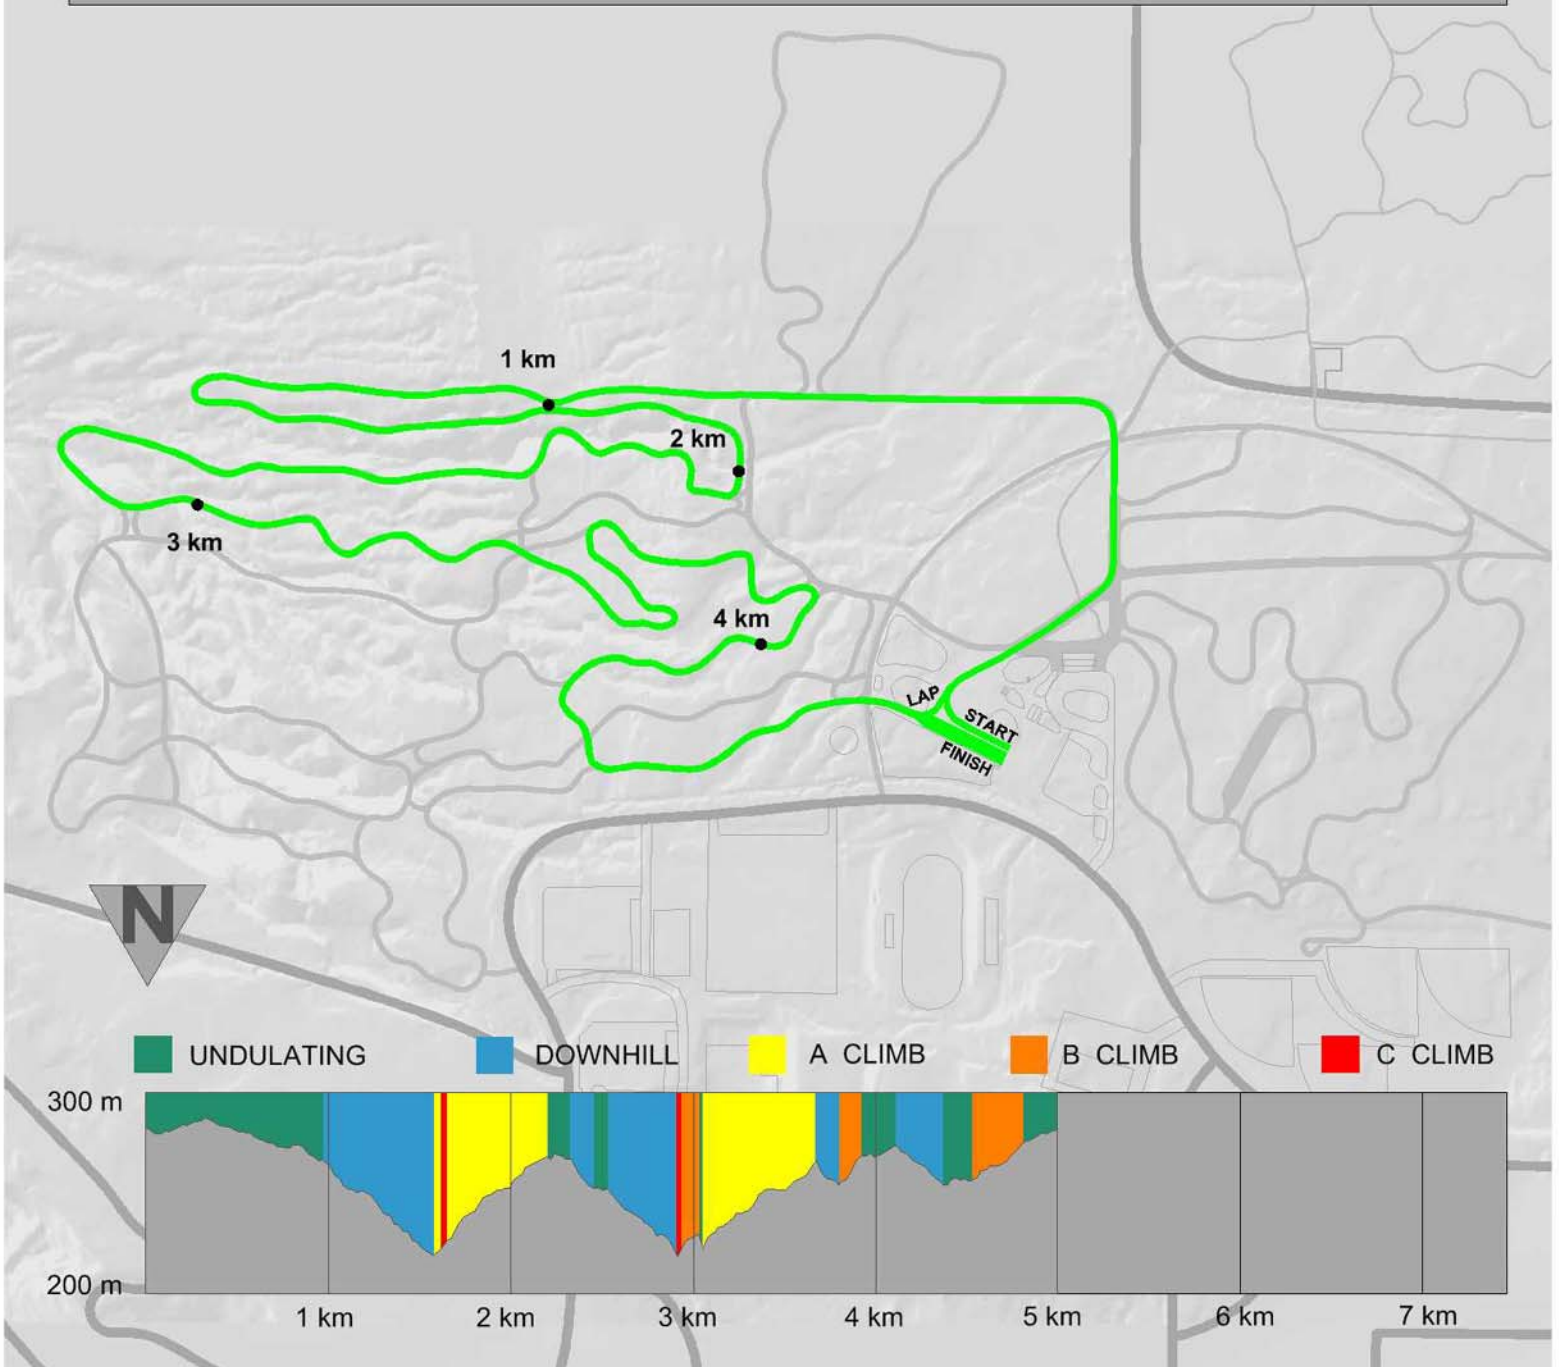 1 km
2 km
3 km
4 km
LAP
START
FINISH
N
UNDULATING DOWNHILL A CLIMB B CLIMB C CLIMB
300 m
200 m
1 km 2 km 3 km 4 km 5 km 6 km 7 km